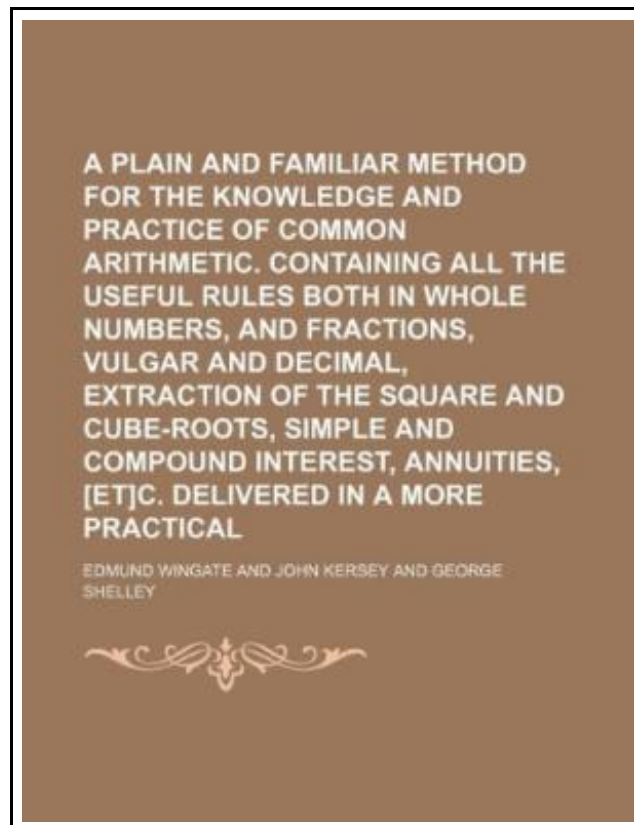 A PLAIN AND FAMILIAR METHOD
FOR THE KNOWLEDGE AND
PRACTICE OF COMMON
ARITHMETIC. CONTAINING ALL THE
USEFUL RULES BOTH IN WHOLE
NUMBERS, AND FRACTIONS,
VULGAR AND DECIMAL,
EXTRACTION OF THE SQUARE AND
CUBE-ROOTS, SIMPLE AND
COMPOUND INTEREST, ANNUITIES,
[ET]C. DELIVERED IN A MORE
PRACTICAL
EDMUND WINGATE AND JOHN KERSEY AND GEORGE
SHELLEY